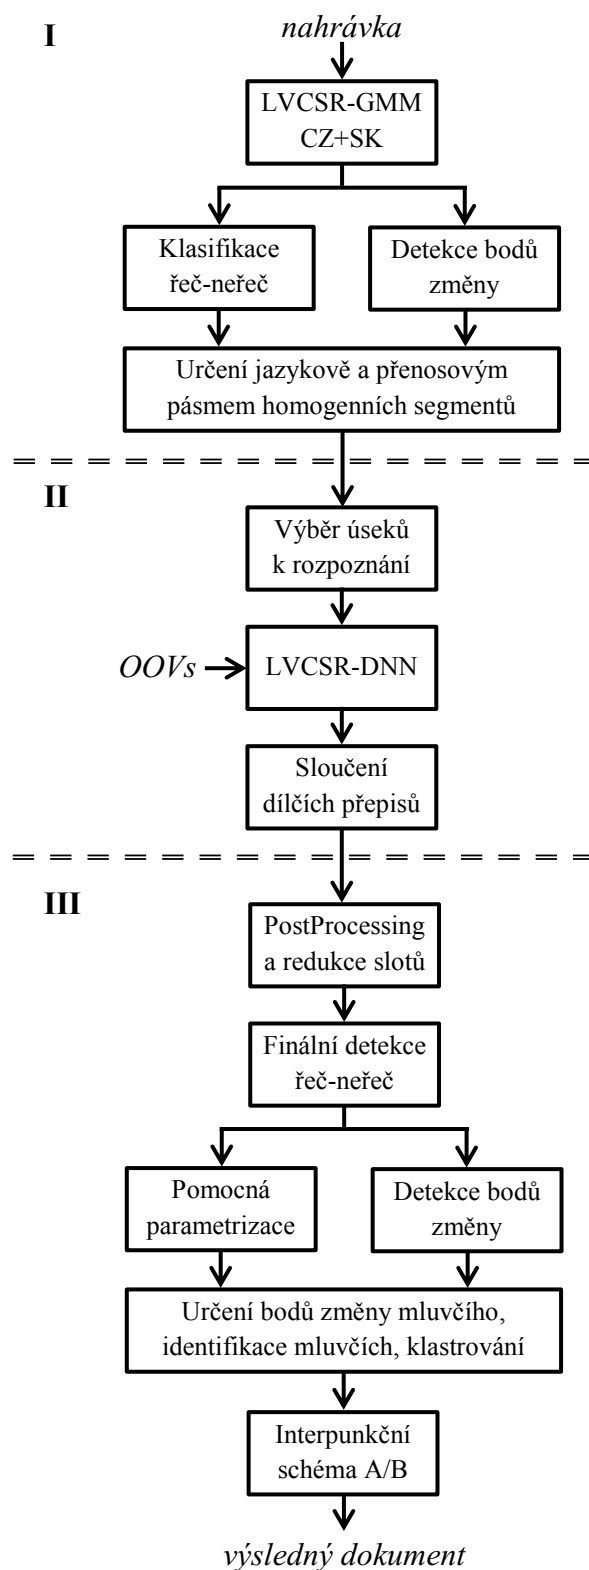 I
nahrávka
LVCSR-GMM
CZ+SK
Klasifikace
řeč-neřeč
Detekce bodů
změny
Určení jazykově a přenosovým
pásmem homogenních segmentů
II
Výběr úseků
k rozpoznání
OOVs
LVCSR-DNN
Sloučení
dílčích přepisů
III
PostProcessing
a redukce slotů
Finální detekce
řeč-neřeč
Pomocná
parametrizace
Detekce bodů
změny
Určení bodů změny mluvčího,
identifikace mluvčích, klastrování
Interpunkční
schéma A/B
výsledný dokument